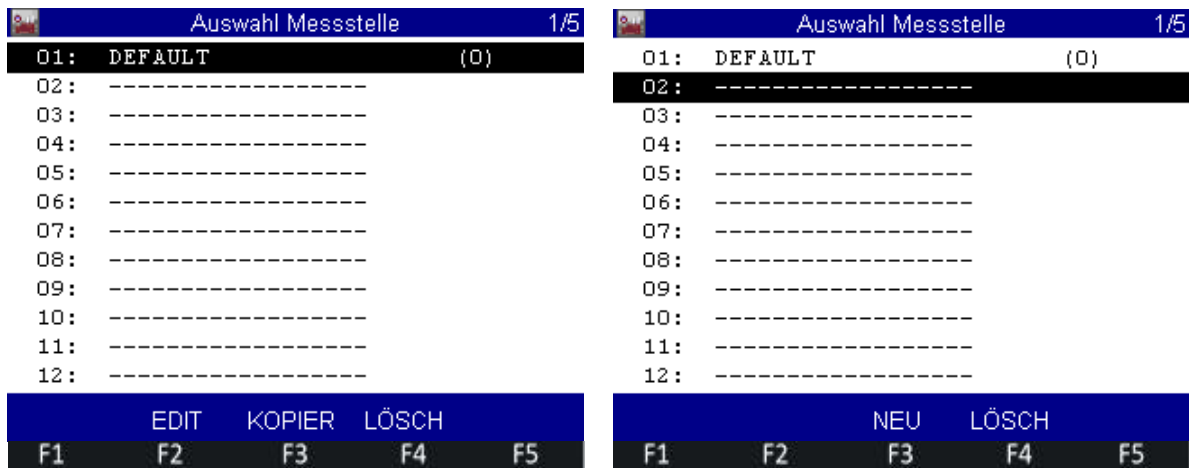 Auswahl Messstelle 1/5
01: DEFAULT (0)
02: ------------------
03: ------------------
04: ------------------
05: ------------------
06: ------------------
07: ------------------
08: ------------------
09: ------------------
10: ------------------
11: ------------------
12: ------------------
EDIT KOPIER LÖSCH
F1 F2 F3 F4 F5
Auswahl Messstelle 1/5
01: DEFAULT (0)
02: ------------------
03: ------------------
04: ------------------
05: ------------------
06: ------------------
07: ------------------
08: ------------------
09: ------------------
10: ------------------
11: ------------------
12: ------------------
NEU LÖSCH
F1 F2 F3 F4 F5